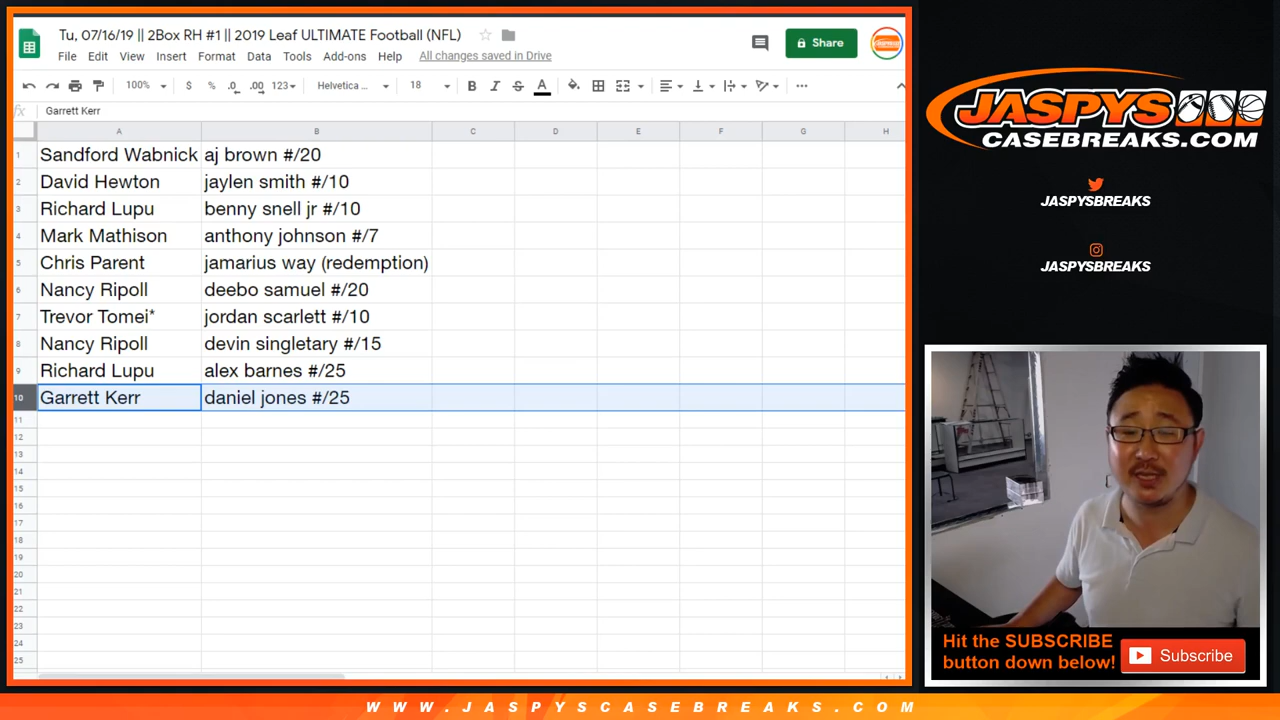 Tu, 07/16/19 || 2Box RH #1 || 2019 Leaf ULTIMATE Football (NFL)
File Edit View Insert Format Data Tools Add-ons Help All changes saved in Drive
Share
100% $ % .0 .00 123 Helvetica ... 18 B I S A
fx Garrett Kerr
A B C D E F G H
1 Sandford Wabnick aj brown #/20
2 David Hewton jaylen smith #/10
3 Richard Lupu benny snell jr #/10
4 Mark Mathison anthony johnson #/7
5 Chris Parent jamarius way (redemption)
6 Nancy Ripoll deebo samuel #/20
7 Trevor Tomei* jordan scarlett #/10
8 Nancy Ripoll devin singletary #/15
9 Richard Lupu alex barnes #/25
10 Garrett Kerr daniel jones #/25
11
12
13
14
15
16
17
18
19
20
21
22
23
24
25
JASPYS
CASEBREAKS.COM
JASPYSBREAKS
JASPYSBREAKS
Hit the SUBSCRIBE
button down below!
Subscribe
WWW.JASPYSCASEBREAKS.COM